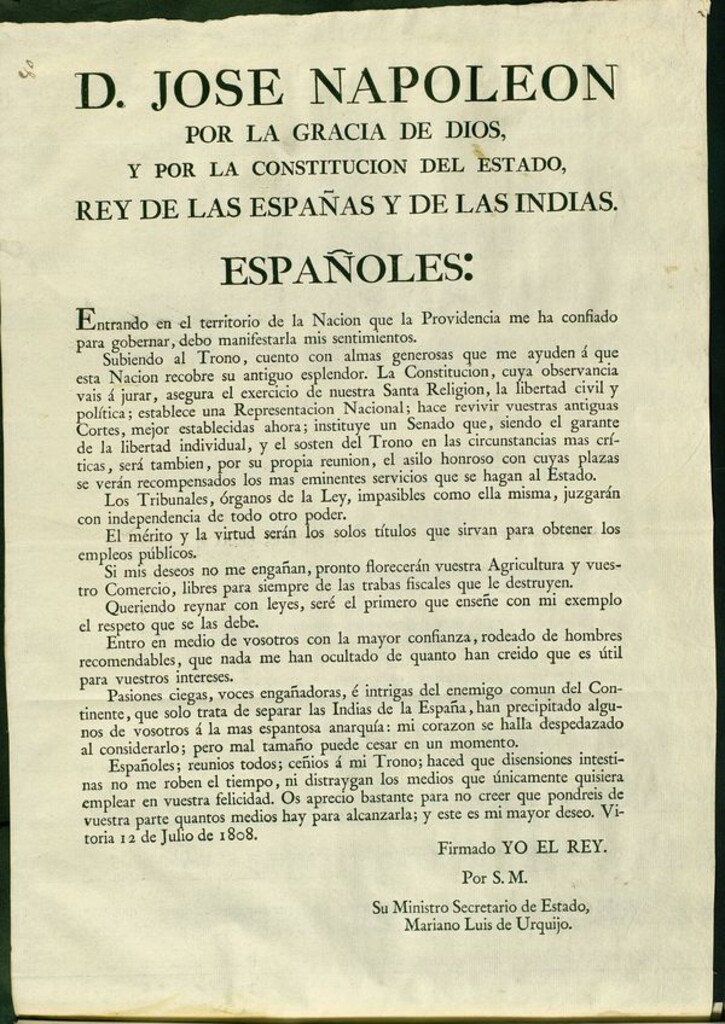 D. JOSE NAPOLEON
POR LA GRACIA DE DIOS,
Y POR LA CONSTITUCION DEL ESTADO,
REY DE LAS ESPAÑAS Y DE LAS INDIAS.
ESPAÑOLES:
Entrando en el territorio de la Nacion que la Providencia me ha confiado
para gobernar, debo manifestarla mis sentimientos.
Subiendo al Trono, cuento con almas generosas que me ayuden á que
esta Nacion recobre su antiguo esplendor. La Constitucion, cuya observancia
vais á jurar, asegura el exercicio de nuestra Santa Religion, la libertad civil y
política; establece una Representacion Nacional; hace revivir vuestras antiguas
Cortes, mejor establecidas ahora; instituye un Senado que, siendo el garante
de la libertad individual, y el sosten del Trono en las circunstancias mas crí-
ticas, será tambien, por su propia reunion, el asilo honroso con cuyas plazas
se verán recompensados los mas eminentes servicios que se hagan al Estado.
Los Tribunales, órganos de la Ley, impasibles como ella misma, juzgarán
con independencia de todo otro poder.
El mérito y la virtud serán los solos títulos que sirvan para obtener los
empleos públicos.
Si mis deseos no me engañan, pronto florecerán vuestra Agricultura y vues-
tro Comercio, libres para siempre de las trabas fiscales que le destruyen.
Queriendo reynar con leyes, seré el primero que enseñe con mi exemplo
el respeto que se las debe.
Entro en medio de vosotros con la mayor confianza, rodeado de hombres
recomendables, que nada me han ocultado de quanto han creido que es útil
para vuestros intereses.
Pasiones ciegas, voces engañadoras, é intrigas del enemigo comun del Con-
tinente, que solo trata de separar las Indias de la España, han precipitado algu-
nos de vosotros á la mas espantosa anarquía: mi corazon se halla despedazado
al considerarlo; pero mal tamaño puede cesar en un momento.
Españoles; reunios todos; ceñios á mi Trono; haced que disensiones intesti-
nas no me roben el tiempo, ni distraygan los medios que únicamente quisiera
emplear en vuestra felicidad. Os aprecio bastante para no creer que pondreis de
vuestra parte quantos medios hay para alcanzarla; y este es mi mayor deseo. Vi-
toria 12 de Julio de 1808.
Firmado YO EL REY.
Por S. M.
Su Ministro Secretario de Estado,
Mariano Luis de Urquijo.